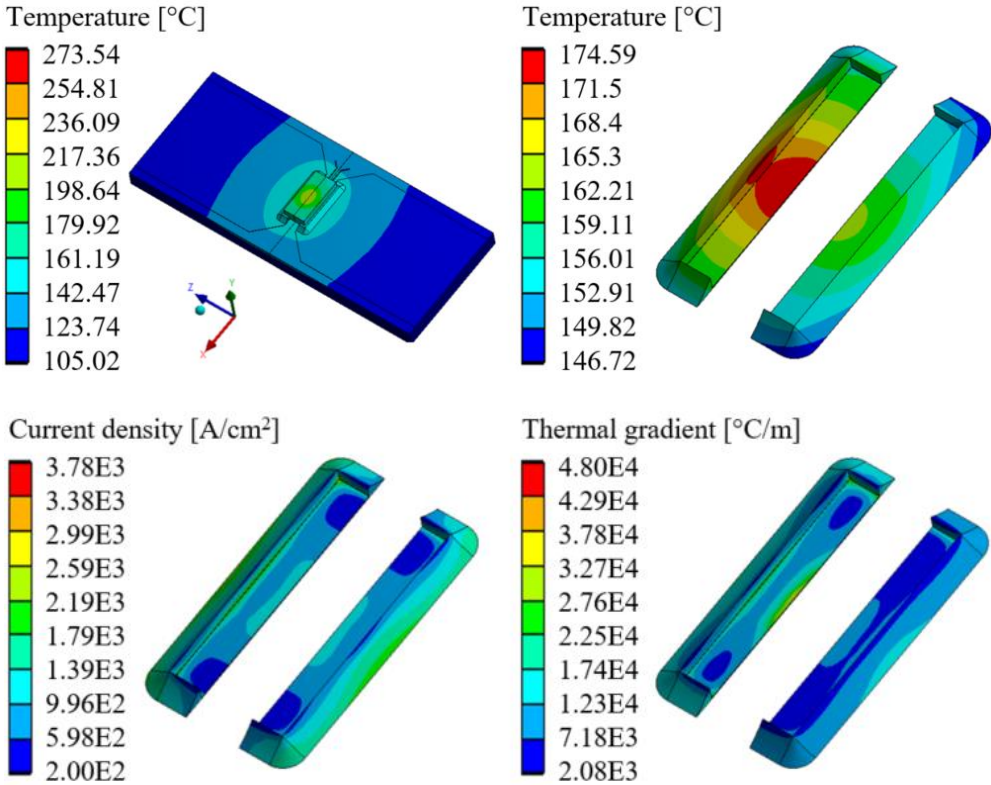 Temperature [°C]
273.54
254.81
236.09
217.36
198.64
179.92
161.19
142.47
123.74
105.02
Z
Y
X
Temperature [°C]
174.59
171.5
168.4
165.3
162.21
159.11
156.01
152.91
149.82
146.72
Current density [A/cm²]
3.78E3
3.38E3
2.99E3
2.59E3
2.19E3
1.79E3
1.39E3
9.96E2
5.98E2
2.00E2
Thermal gradient [°C/m]
4.80E4
4.29E4
3.78E4
3.27E4
2.76E4
2.25E4
1.74E4
1.23E4
7.18E3
2.08E3